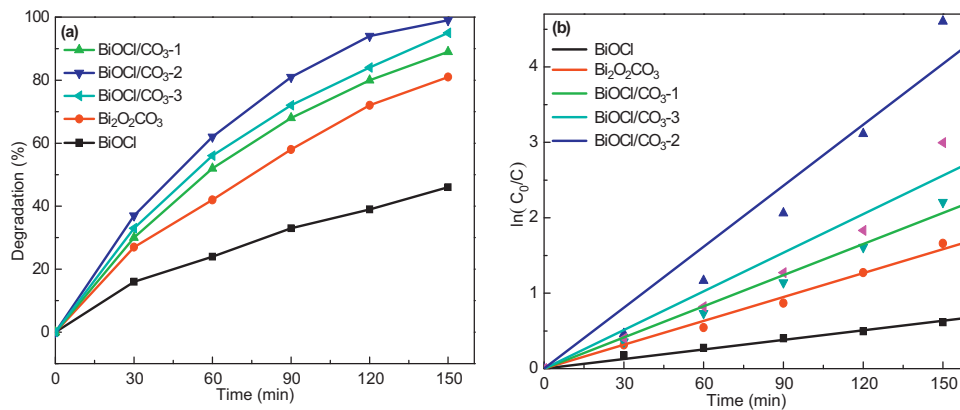 (a)
BiOCl/CO₃-1
BiOCl/CO₃-2
BiOCl/CO₃-3
Bi₂O₂CO₃
BiOCl
100
80
60
40
20
0
Degradation (%)
0 30 60 90 120 150
Time (min)
(b)
BiOCl
Bi₂O₂CO₃
BiOCl/CO₃-1
BiOCl/CO₃-3
BiOCl/CO₃-2
4
3
2
1
0
ln( C₀/C)
0 30 60 90 120 150
Time (min)